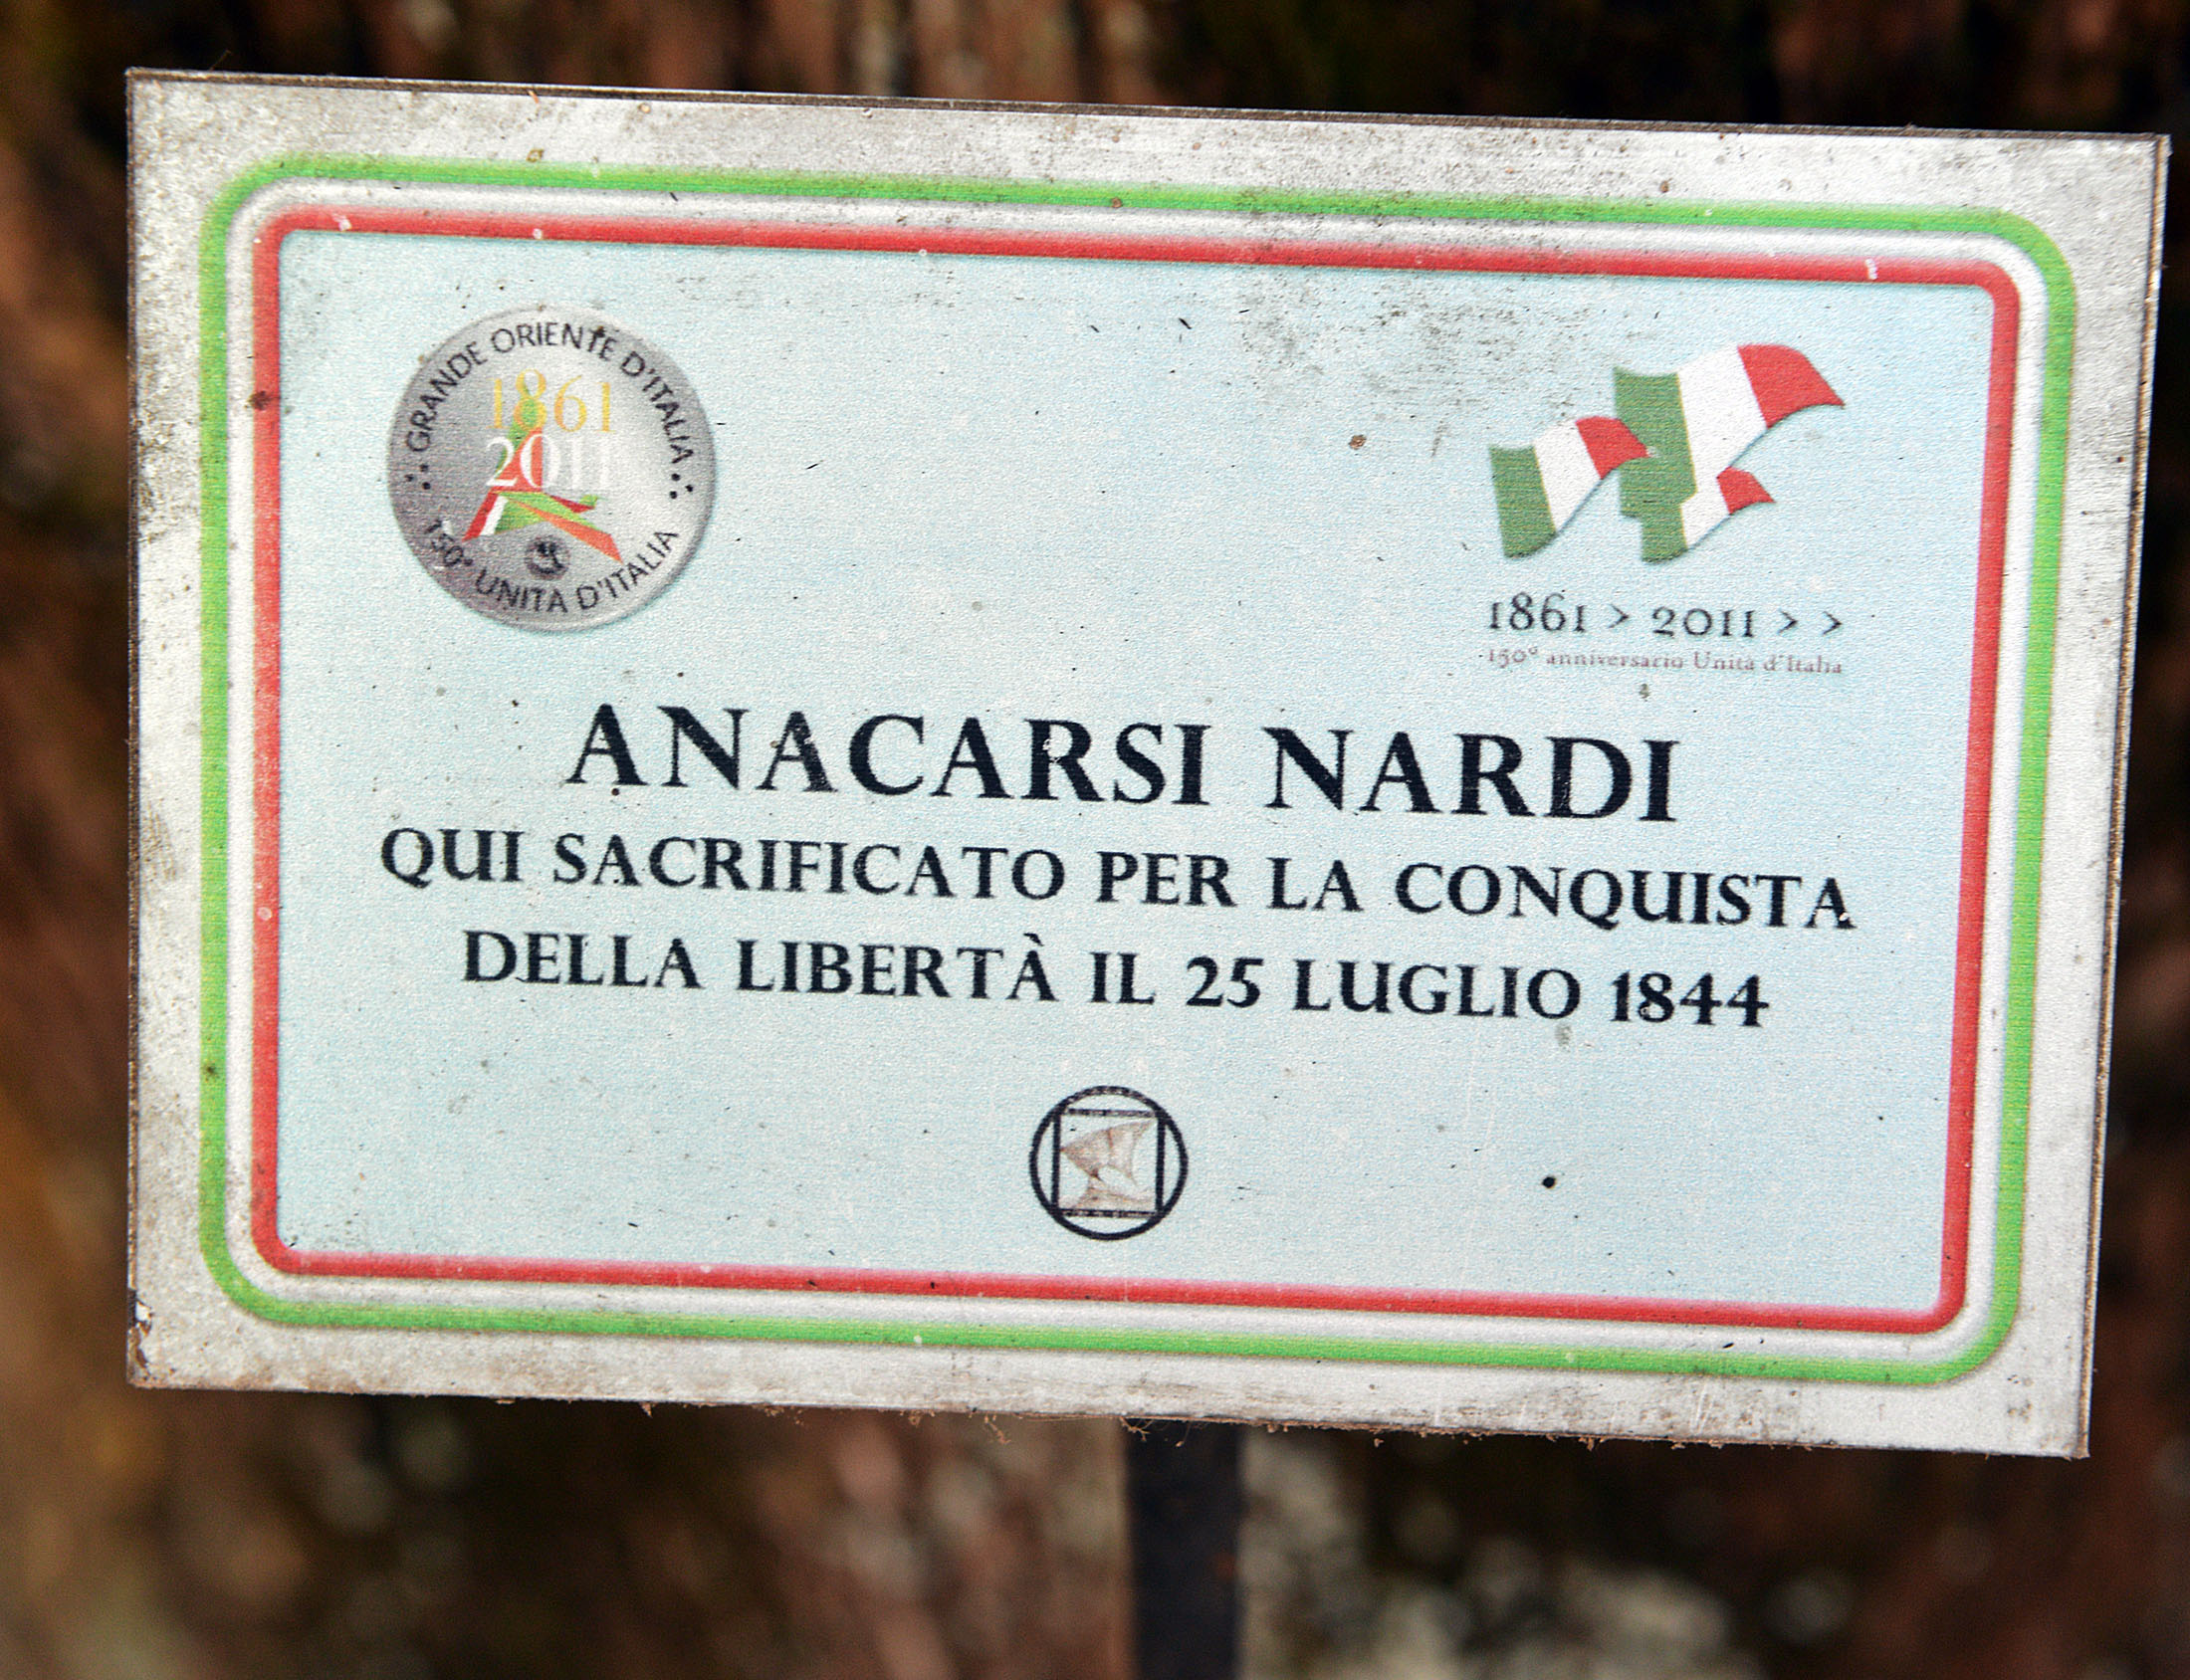 ∴ GRANDE ORIENTE D'ITALIA ∴
1861
2011
150° UNITÀ D'ITALIA
1861 > 2011 > >
150° anniversario Unità d'Italia
ANACARSI NARDI
QUI SACRIFICATO PER LA CONQUISTA
DELLA LIBERTÀ IL 25 LUGLIO 1844